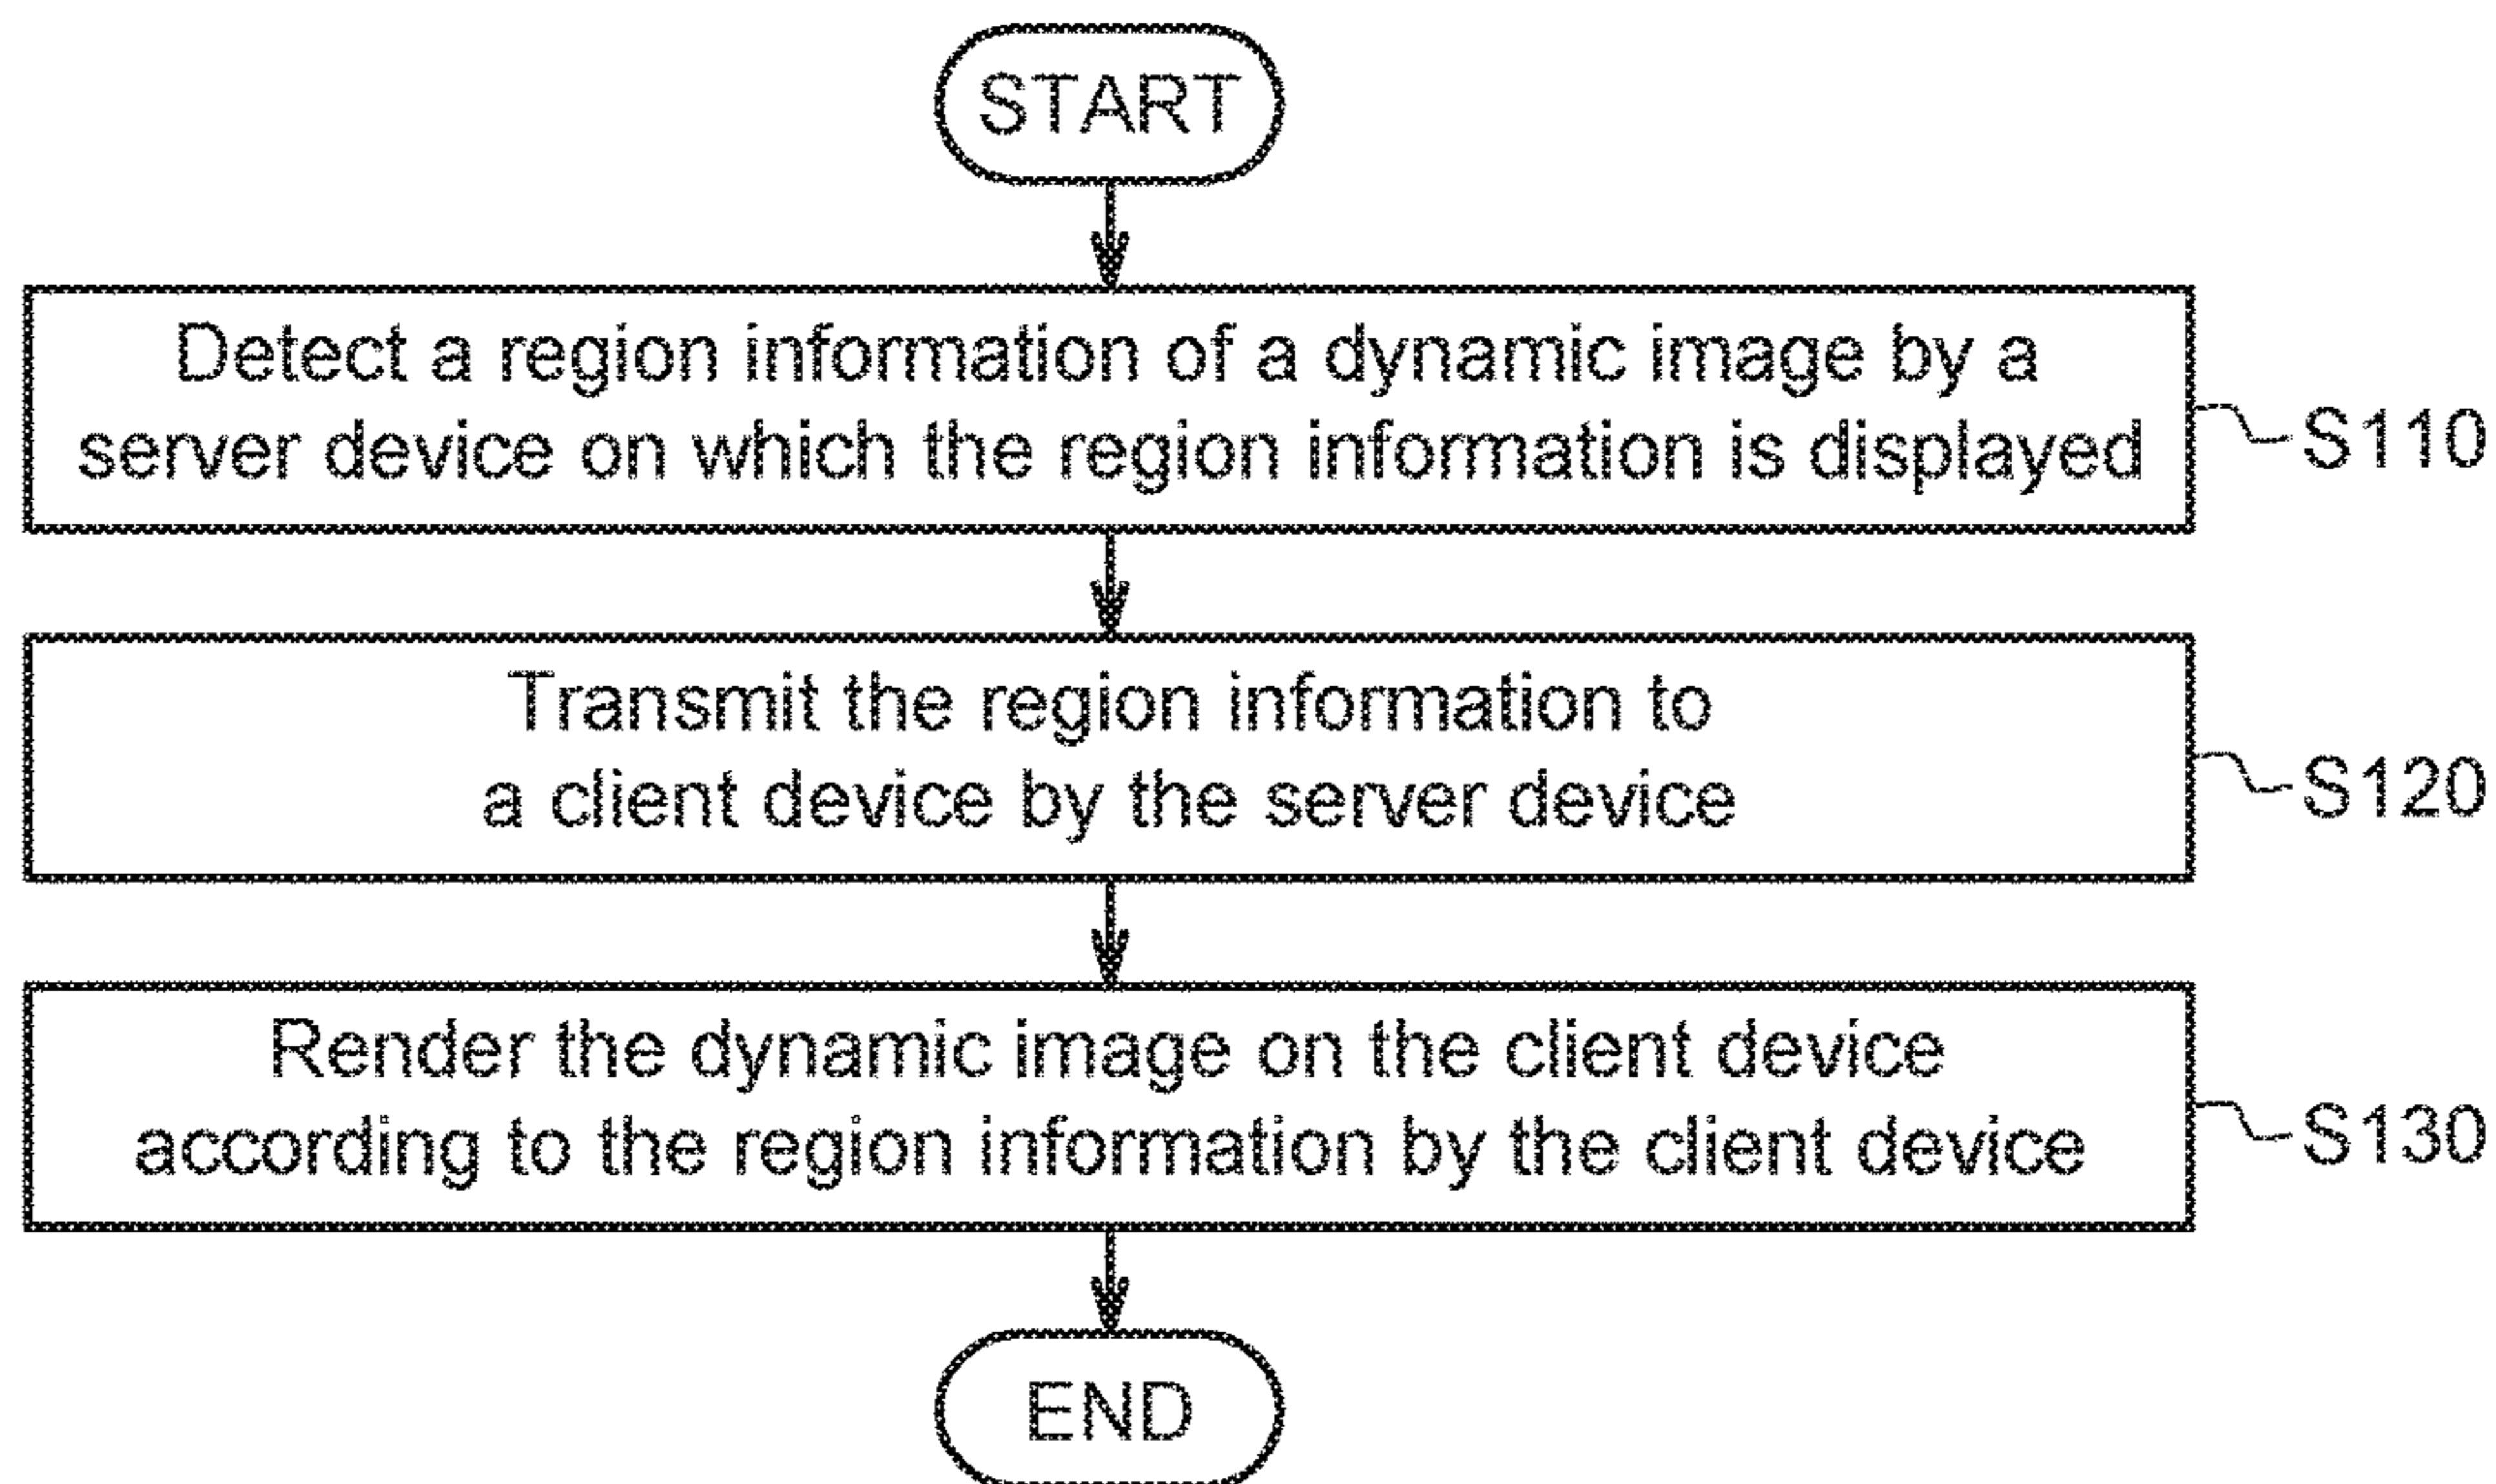 START
Detect a region information of a dynamic image by a
server device on which the region information is displayed
S110
Transmit the region information to
a client device by the server device
S120
Render the dynamic image on the client device
according to the region information by the client device
S130
END